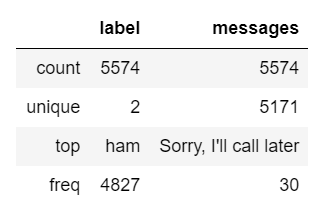 label messages
count 5574 5574
unique 2 5171
top ham Sorry, I'll call later
freq 4827 30